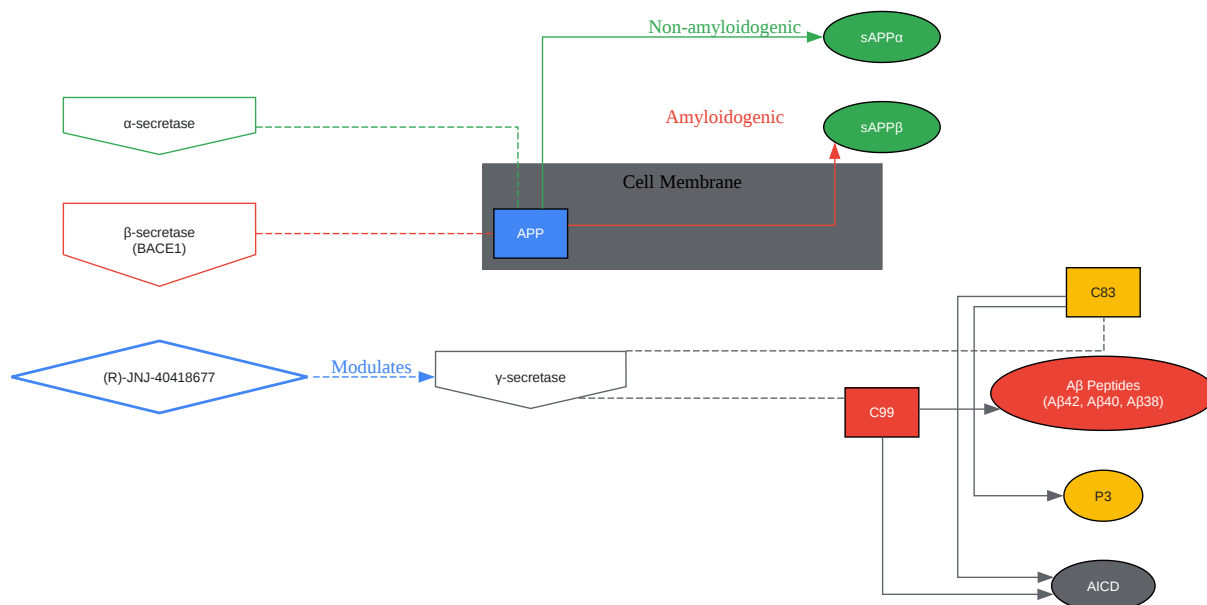 Non-amyloidogenic
sAPPα
α-secretase
Amyloidogenic
sAPPβ
Cell Membrane
β-secretase
(BACE1)
APP
C83
(R)-JNJ-40418677
Modulates
γ-secretase
Aβ Peptides
(Aβ42, Aβ40, Aβ38)
C99
P3
AICD